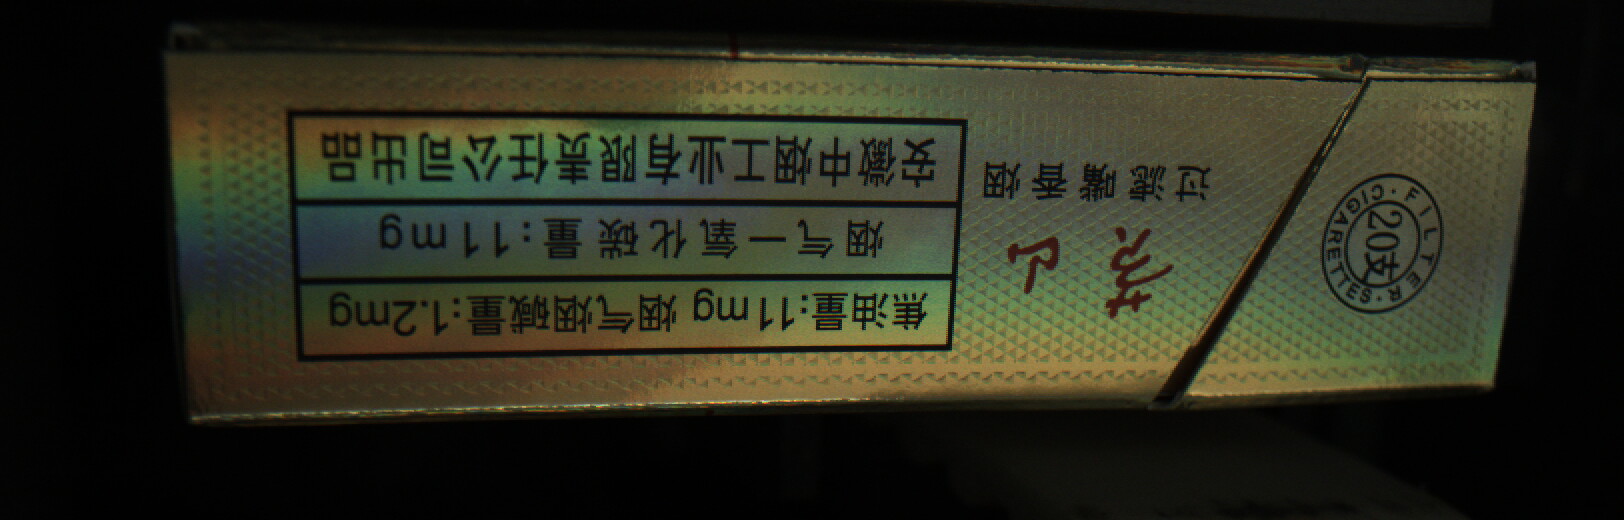 FILTER·CIGARETTES·
20支
黄山
过滤嘴香烟
焦油量:11mg 烟气烟碱量:1.2mg
烟气一氧化碳量:11mg
安徽中烟工业有限责任公司出品